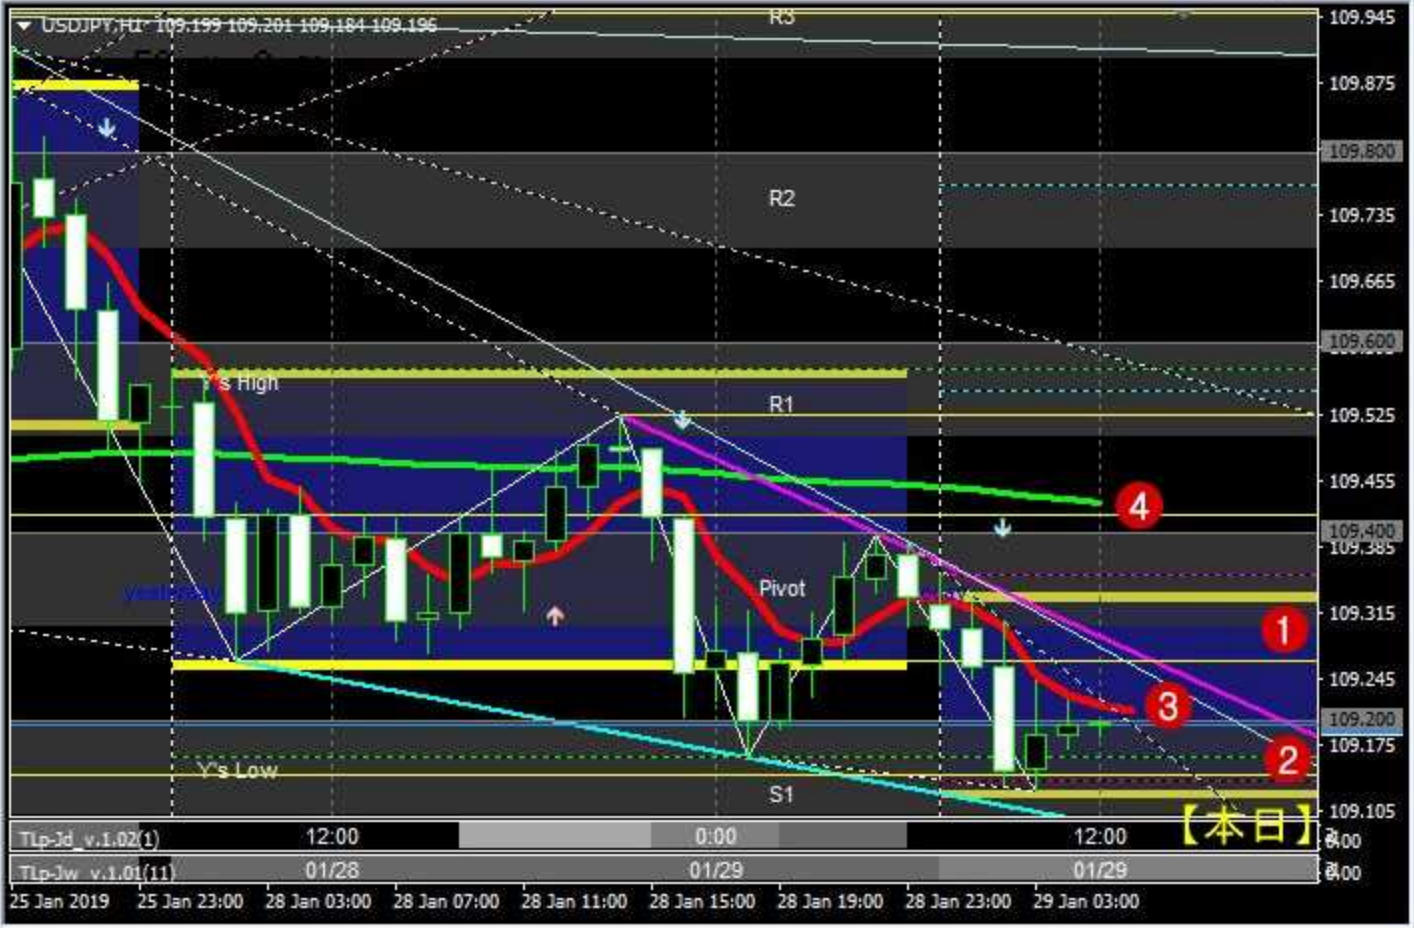 USDJPY,H1 109.199 109.201 109.184 109.196
R3
109.945
109.875
109.800
R2
109.735
109.665
109.600
Y's High
R1
109.525
109.455
4
109.400
109.385
yesterday
Pivot
109.315
1
109.245
3
109.200
109.175
2
Y's Low
S1
109.105
【本日】
TLp-Jd_v.1.02(1)
12:00
0:00
12:00
TLp-Jw_v.1.01(11)
01/28
01/29
01/29
25 Jan 2019
25 Jan 23:00
28 Jan 03:00
28 Jan 07:00
28 Jan 11:00
28 Jan 15:00
28 Jan 19:00
28 Jan 23:00
29 Jan 03:00